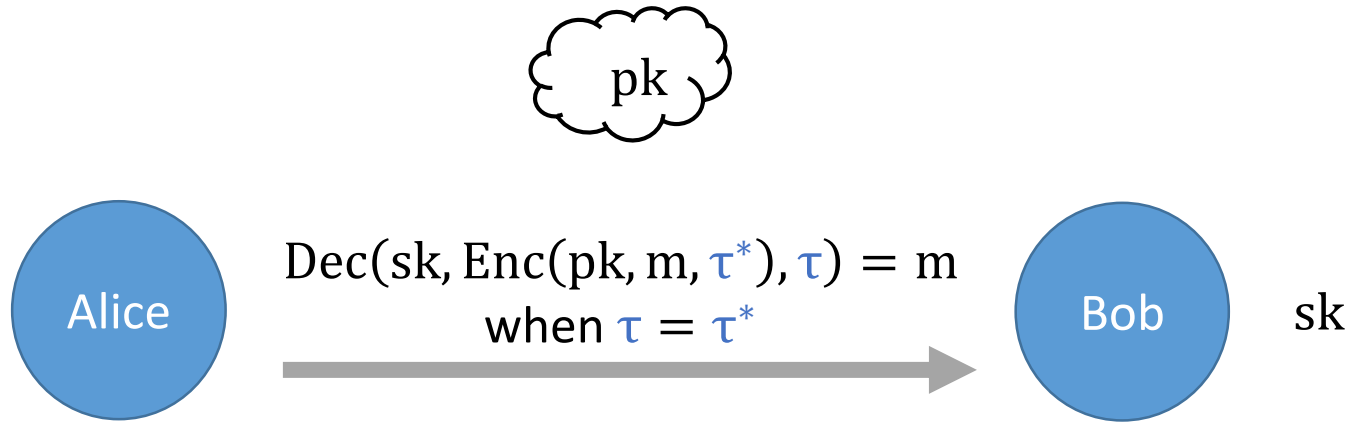 pk
Alice
Dec(sk, Enc(pk, m, τ*), τ) = m
when τ = τ*
Bob
sk